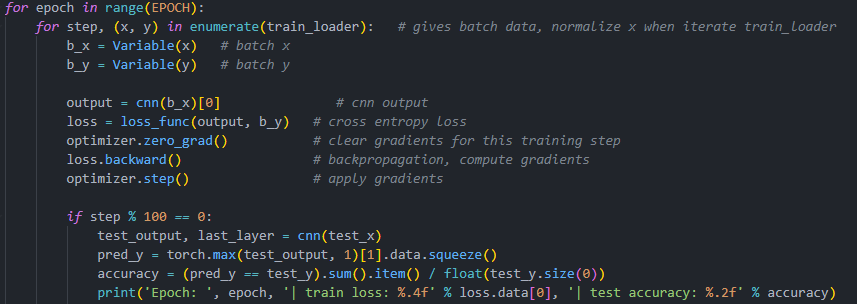 for epoch in range(EPOCH):
for step, (x, y) in enumerate(train_loader):   # gives batch data, normalize x when iterate train_loader
b_x = Variable(x)   # batch x
b_y = Variable(y)   # batch y
output = cnn(b_x)[0]               # cnn output
loss = loss_func(output, b_y)   # cross entropy loss
optimizer.zero_grad()           # clear gradients for this training step
loss.backward()                 # backpropagation, compute gradients
optimizer.step()                # apply gradients
if step % 100 == 0:
test_output, last_layer = cnn(test_x)
pred_y = torch.max(test_output, 1)[1].data.squeeze()
accuracy = (pred_y == test_y).sum().item() / float(test_y.size(0))
print('Epoch: ', epoch, '| train loss: %.4f' % loss.data[0], '| test accuracy: %.2f' % accuracy)